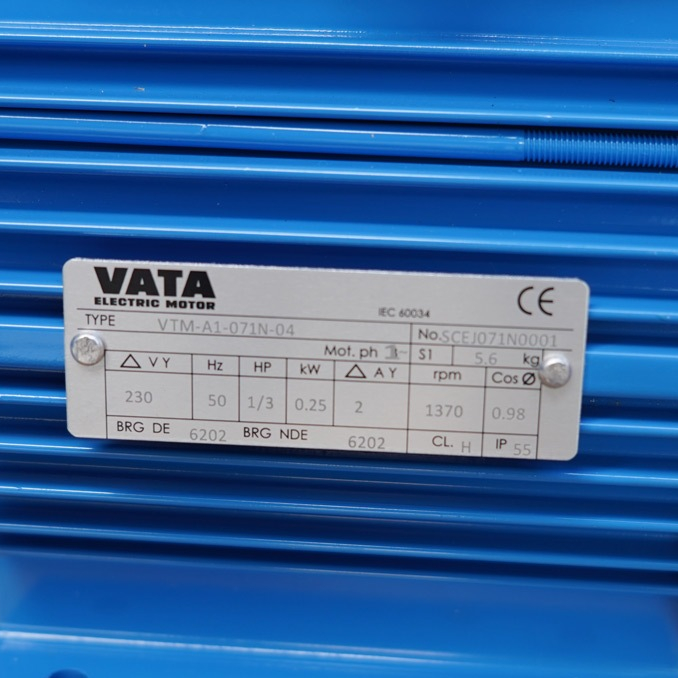 VATA
ELECTRIC MOTOR
IEC 60034 CE
TYPE VTM-A1-071N-04 No.SCEJ071N0001
Mot. ph 1~ S1 5.6 kg
△ V Y Hz HP kW △ A Y rpm Cos Ø
230 50 1/3 0.25 2 1370 0.98
BRG DE 6202 BRG NDE 6202 CL. H IP 55